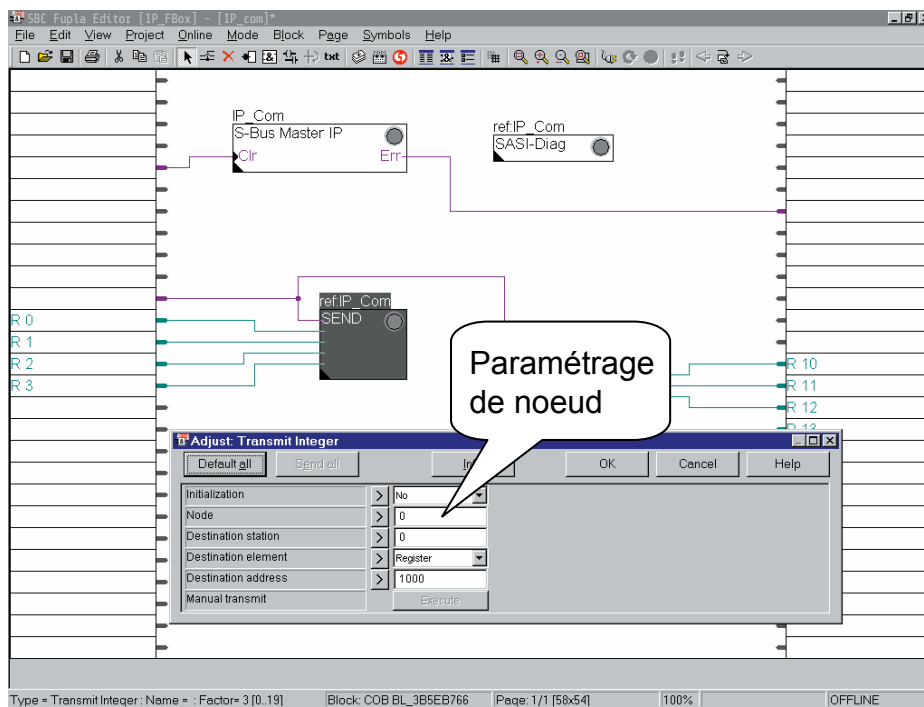 SBC Fupla Editor [IP_FBox] - [IP_com]*
File Edit View Project Online Mode Block Page Symbols Help
txt
IP_Com
S-Bus Master IP
Clr Err
ref:IP_Com
SASI-Diag
ref:IP_Com
SEND
R 0
R 1
R 2
R 3
R 10
R 11
R 12
Paramétrage
de noeud
Adjust: Transmit Integer
Default all Send all OK Cancel Help
Initialization > No
Node > 0
Destination station > 0
Destination element > Register
Destination address > 1000
Manual transmit Execute
Type = Transmit Integer : Name = : Factor= 3 [0..19] Block: COB BL_3B5EB766 Page: 1/1 [58x54] 100% OFFLINE